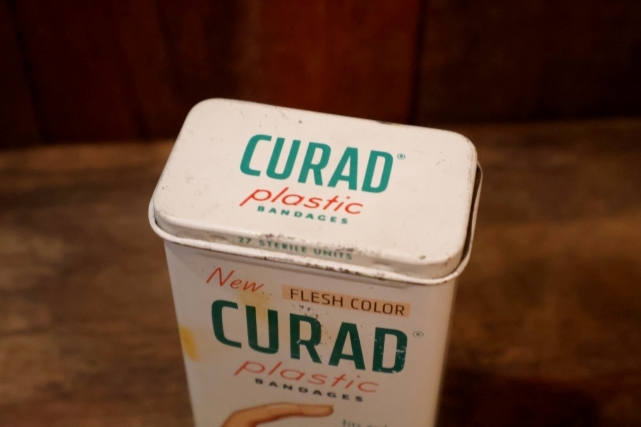 CURAD®
plastic
BANDAGES
27 STERILE UNITS
New FLESH COLOR
CURAD®
plastic
BANDAGES